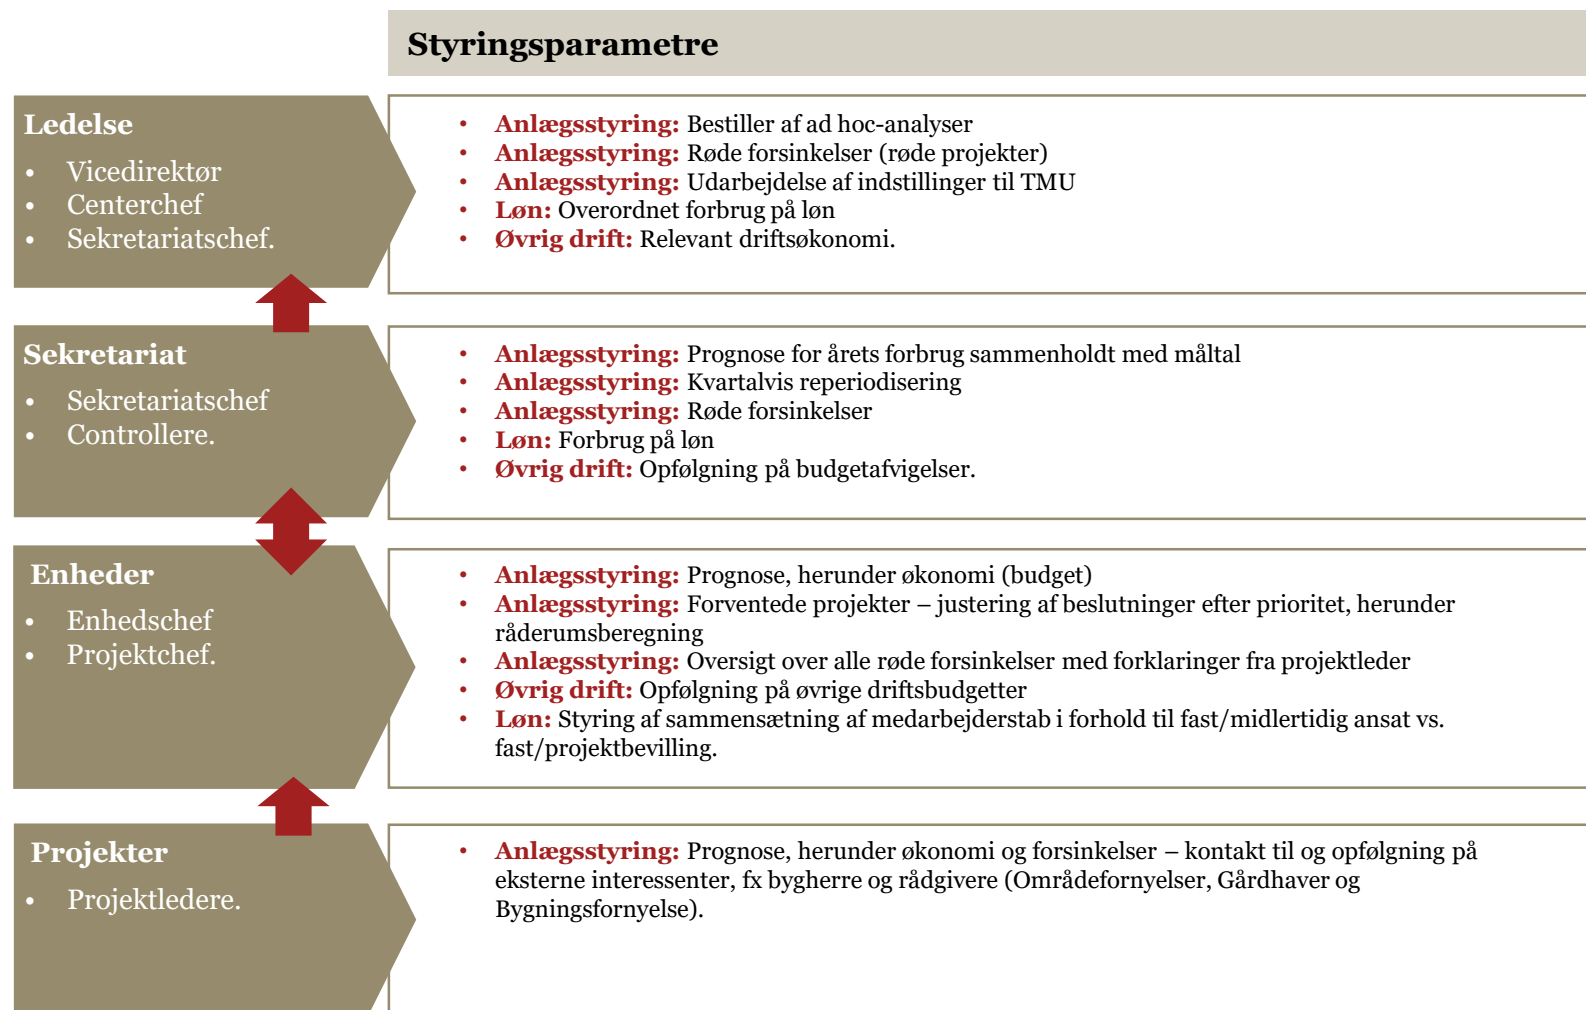 Styringsparametre
Ledelse
• Vicedirektør
• Centerchef
• Sekretariatschef.
• Anlægsstyring: Bestiller af ad hoc-analyser
• Anlægsstyring: Røde forsinkelser (røde projekter)
• Anlægsstyring: Udarbejdelse af indstillinger til TMU
• Løn: Overordnet forbrug på løn
• Øvrig drift: Relevant driftsøkonomi.
Sekretariat
• Sekretariatschef
• Controllere.
• Anlægsstyring: Prognose for årets forbrug sammenholdt med måltal
• Anlægsstyring: Kvartalvis reperiodisering
• Anlægsstyring: Røde forsinkelser
• Løn: Forbrug på løn
• Øvrig drift: Opfølgning på budgetafvigelser.
Enheder
• Enhedschef
• Projektchef.
• Anlægsstyring: Prognose, herunder økonomi (budget)
• Anlægsstyring: Forventede projekter – justering af beslutninger efter prioritet, herunder
råderumsberegning
• Anlægsstyring: Oversigt over alle røde forsinkelser med forklaringer fra projektleder
• Øvrig drift: Opfølgning på øvrige driftsbudgetter
• Løn: Styring af sammensætning af medarbejderstab i forhold til fast/midlertidig ansat vs.
fast/projektbevilling.
Projekter
• Projektledere.
• Anlægsstyring: Prognose, herunder økonomi og forsinkelser – kontakt til og opfølgning på
eksterne interessenter, fx bygherre og rådgivere (Områdefornyelser, Gårdhaver og
Bygningsfornyelse).